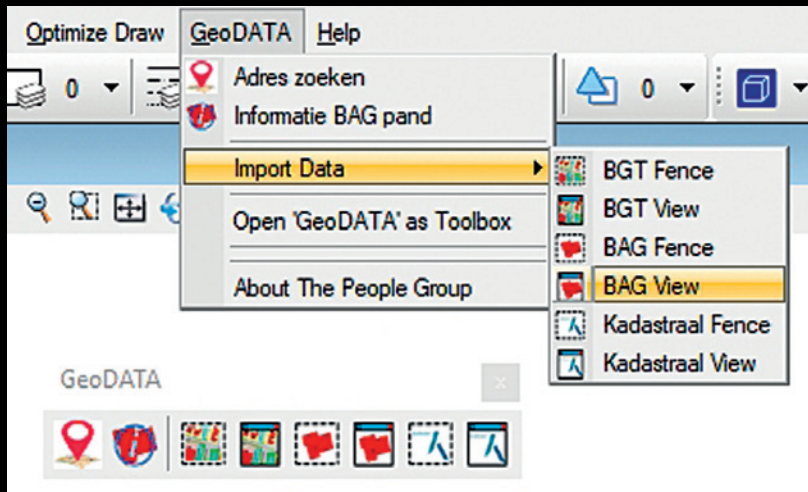 Optimize Draw GeoDATA Help
0 0
Adres zoeken
Informatie BAG pand
Import Data
Open 'GeoDATA' as Toolbox
About The People Group
BGT Fence
BGT View
BAG Fence
BAG View
Kadastraal Fence
Kadastraal View
GeoDATA x